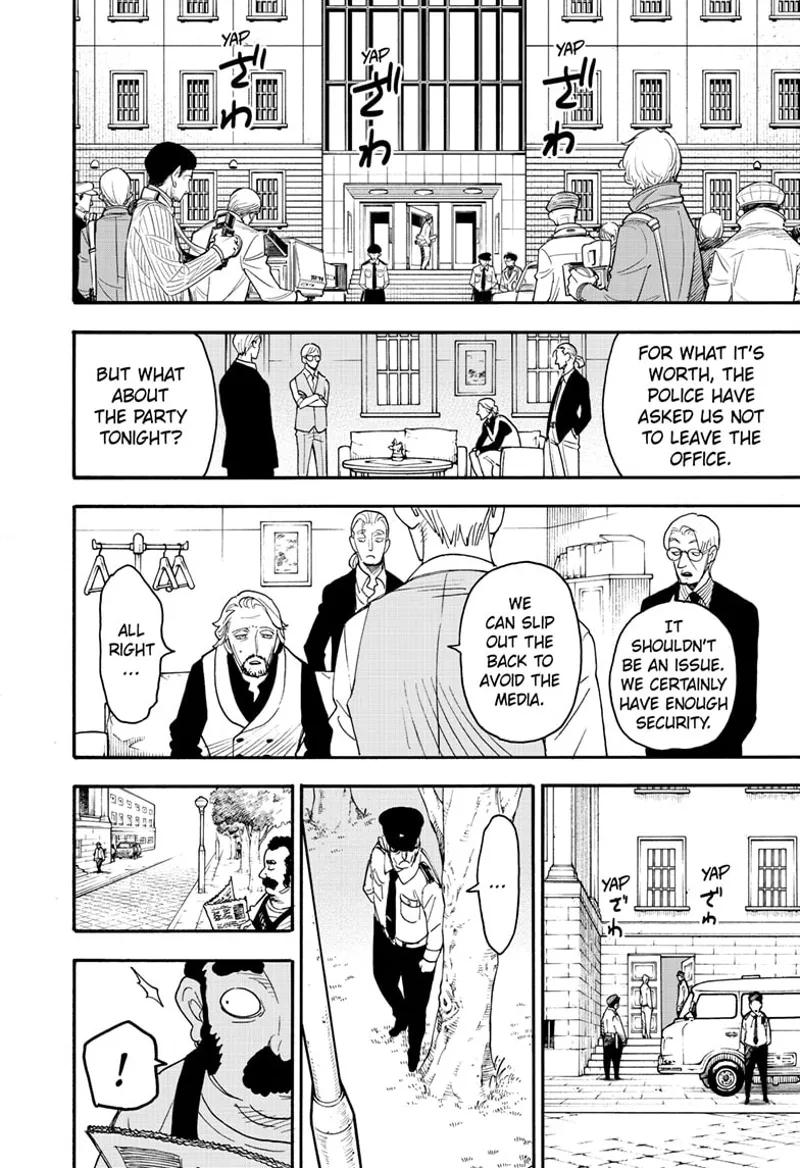 YAP
ざわ
YAP
ざわ
YAP
ざわ
FOR WHAT IT'S
WORTH, THE
POLICE HAVE
ASKED US NOT
TO LEAVE THE
OFFICE.
BUT WHAT
ABOUT
THE PARTY
TONIGHT?
IT
SHOULDN'T
BE AN ISSUE.
WE CERTAINLY
HAVE ENOUGH
SECURITY.
WE
CAN SLIP
OUT THE
BACK TO
AVOID THE
MEDIA.
ALL
RIGHT
...
YAP
ざわ
YAP
ざわ
...
!